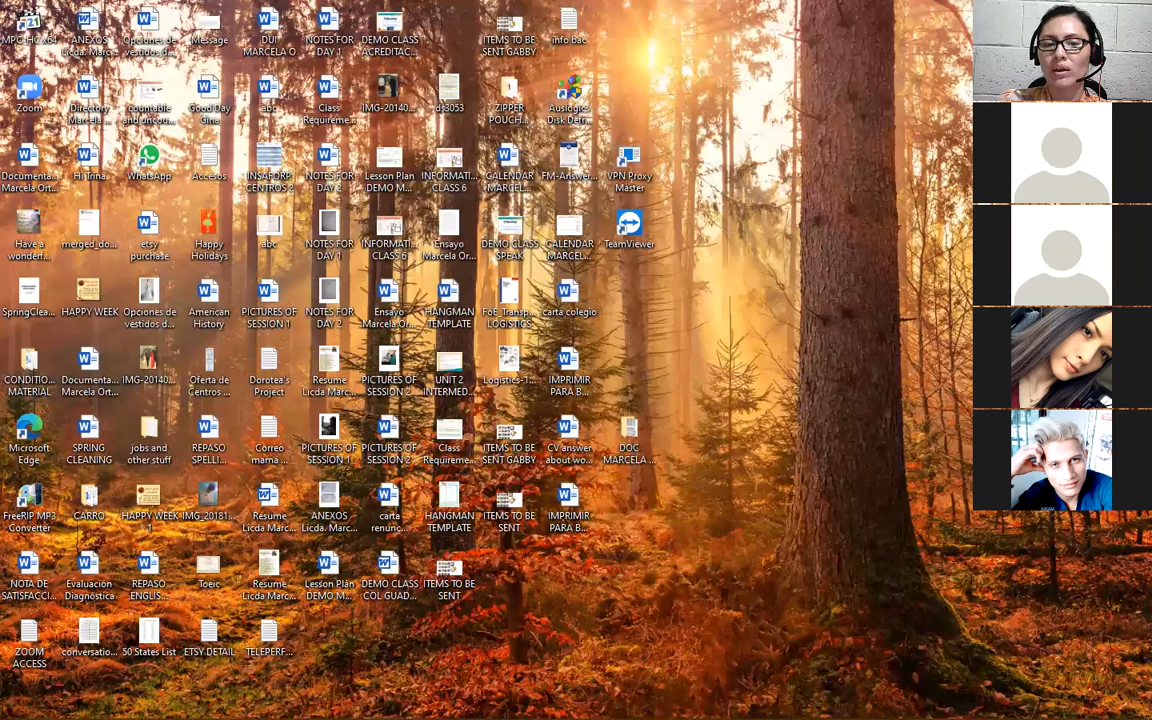 MPC-HC x64
ANEXOS
Licda. Marc...
Opciones de
vestidos d...
Message
DUI
MARCELA O
NOTES FOR
DAY 1
DEMO CLASS
ACREDITAC...
ITEMS TO BE
SENT GABBY
info bac
Zoom
Directory
Marcela ...
countable
and uncou...
Good Day
Gine
abc
Class
Requireme...
IMG-20140...
ds3053
ZIPPER
POUCH...
Auslogics
Disk Defr...
Documenta...
Marcela Ort...
Hi Trina
WhatsApp
Accesos
INSAFORP
CENTROS 2
NOTES FOR
DAY 2
Lesson Plan
DEMO M...
INFORMATI...
CLASS 6
CALENDAR
MARCEL...
FM-Answer...
VPN Proxy
Master
Have a
wonderf...
merged_do...
etsy
purchase
Happy
Holidays
abc
NOTES FOR
DAY 1
INFORMATI...
CLASS 6
Ensayo
Marcela Or...
DEMO CLASS
SPEAK
CALENDAR
MARCEL...
TeamViewer
SpringClea...
HAPPY WEEK
Opciones de
vestidos d...
American
History
PICTURES OF
SESSION 1
NOTES FOR
DAY 2
Ensayo
Marcela Or...
HANGMAN
TEMPLATE
FoE_Transp...
LOGISTICS
carta colegio
CONDITIO...
MATERIAL
Documenta...
Marcela Ort...
IMG-20140...
Oferta de
Centros ...
Dorotea's
Project
Resume
Licda Marc...
PICTURES OF
SESSION 2
UNIT 2
INTERMED...
Logistics-1...
IMPRIMIR
PARA B...
Microsoft
Edge
SPRING
CLEANING
jobs and
other stuff
REPASO
SPELLI...
Correo
mama ...
PICTURES OF
SESSION 1
PICTURES OF
SESSION 2
Class
Requireme...
ITEMS TO BE
SENT GABBY
CV answer
about wo...
DOC
MARCELA ...
FreeRIP MP3
Converter
CARRO
HAPPY WEEK
1
IMG_20181...
Resume
Licda Marc...
ANEXOS
Licda. Marc...
carta
renunc...
HANGMAN
TEMPLATE
ITEMS TO BE
SENT
IMPRIMIR
PARA B...
NOTA DE
SATISFACCI...
Evaluación
Diagnóstica
REPASO
ENGLIS...
Toeic
Resume
Licda Marc...
Lesson Plan
DEMO M...
DEMO CLASS
COL GUAD...
ITEMS TO BE
SENT
ZOOM
ACCESS
conversatio...
50 States List
ETSY DETAIL
TELEPERF...